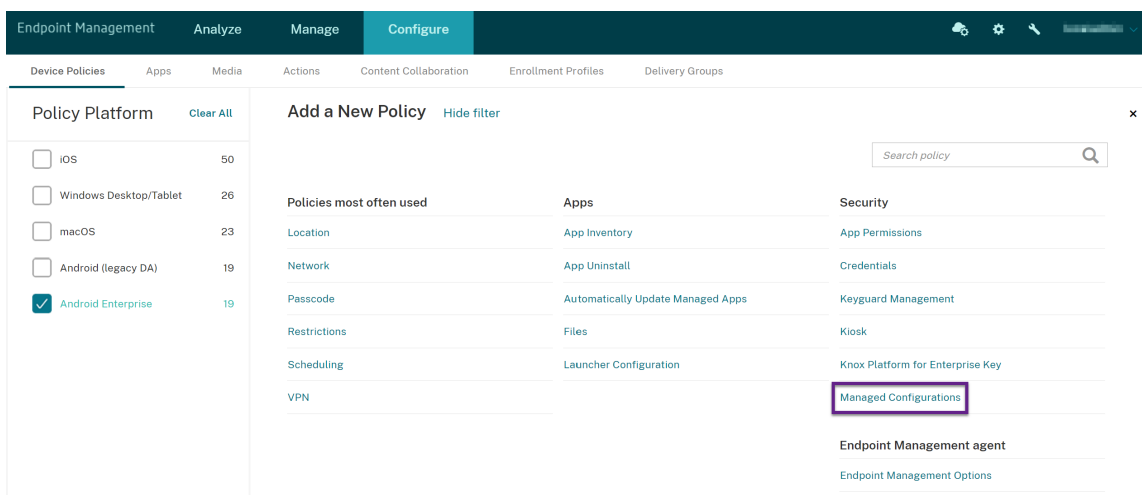 Endpoint Management Analyze Manage Configure
Device Policies Apps Media Actions Content Collaboration Enrollment Profiles Delivery Groups
Policy Platform Clear All
iOS 50
Windows Desktop/Tablet 26
macOS 23
Android (legacy DA) 19
Android Enterprise 19
Add a New Policy Hide filter
Search policy
Policies most often used
Location
Network
Passcode
Restrictions
Scheduling
VPN
Apps
App Inventory
App Uninstall
Automatically Update Managed Apps
Files
Launcher Configuration
Security
App Permissions
Credentials
Keyguard Management
Kiosk
Knox Platform for Enterprise Key
Managed Configurations
Endpoint Management agent
Endpoint Management Options